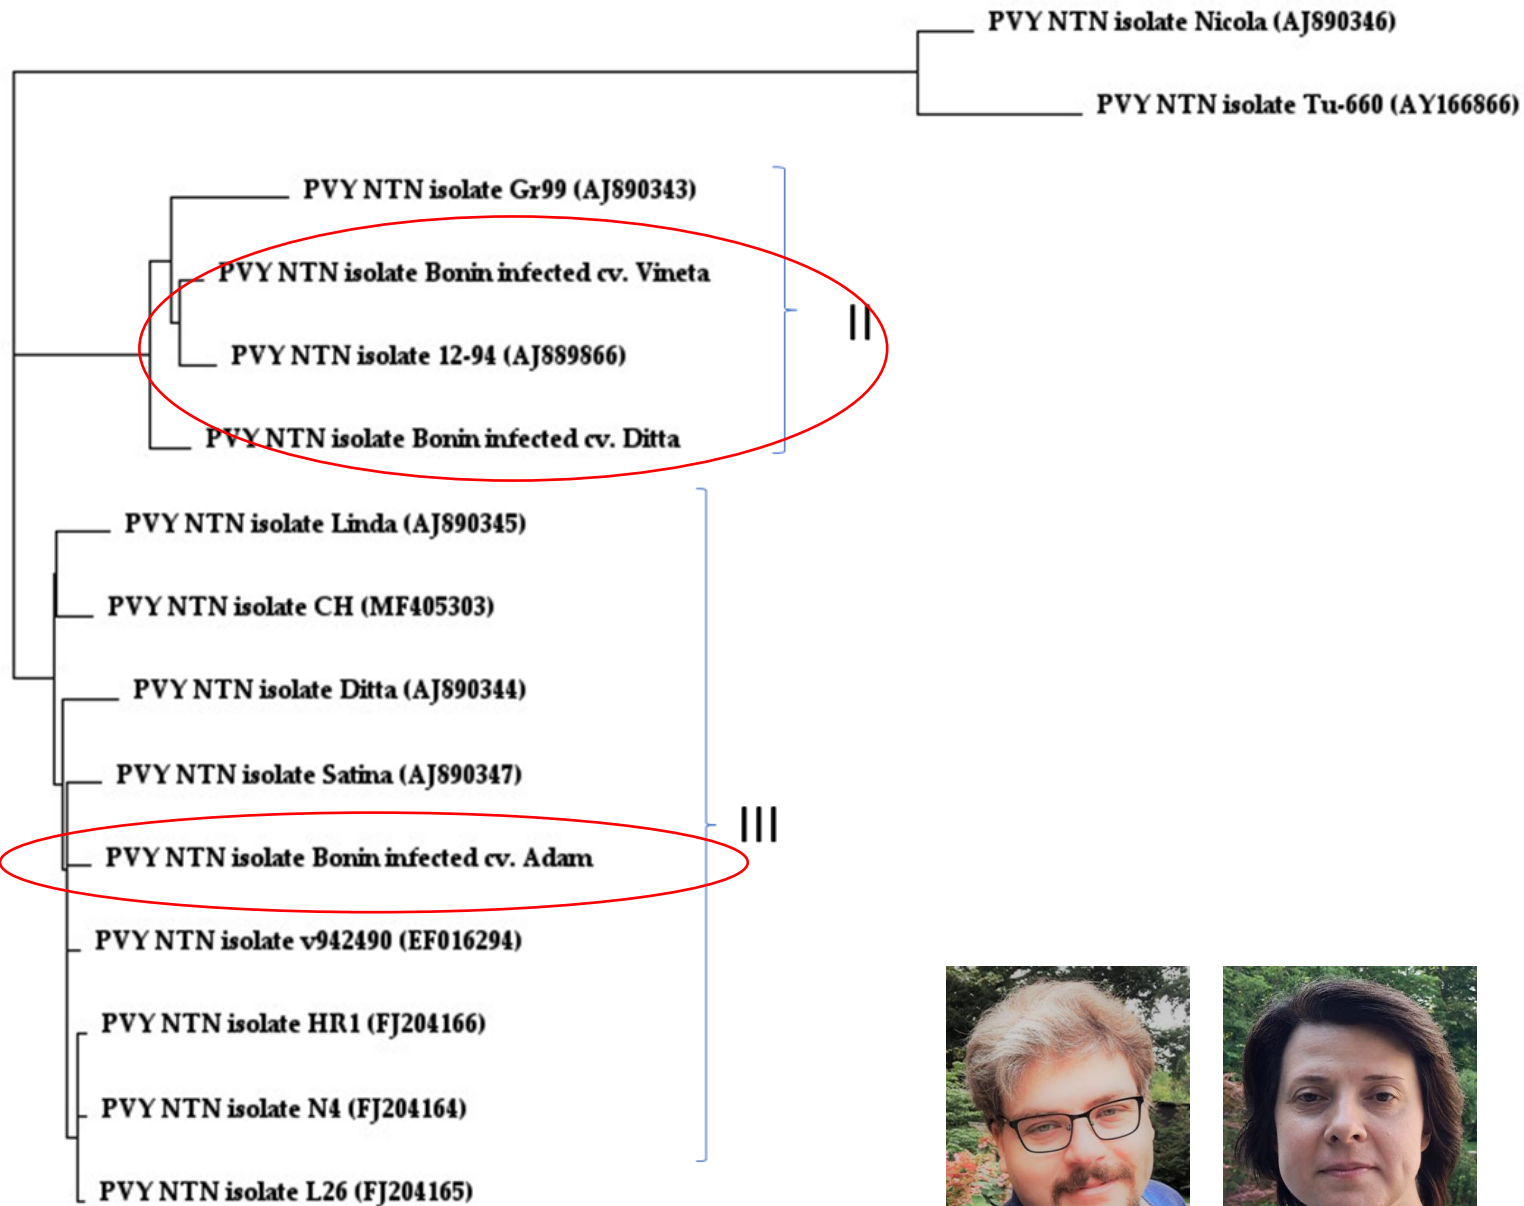 PVY NTN isolate Nicola (AJ890346)
PVY NTN isolate Tu-660 (AY166866)
PVY NTN isolate Gr99 (AJ890343)
PVY NTN isolate Bonin infected cv. Vineta
II
PVY NTN isolate 12-94 (AJ889866)
PVY NTN isolate Bonin infected cv. Ditta
PVY NTN isolate Linda (AJ890345)
PVY NTN isolate CH (MF405303)
PVY NTN isolate Ditta (AJ890344)
PVY NTN isolate Satina (AJ890347)
III
PVY NTN isolate Bonin infected cv. Adam
PVY NTN isolate v942490 (EF016294)
PVY NTN isolate HR1 (FJ204166)
PVY NTN isolate N4 (FJ204164)
PVY NTN isolate L26 (FJ204165)